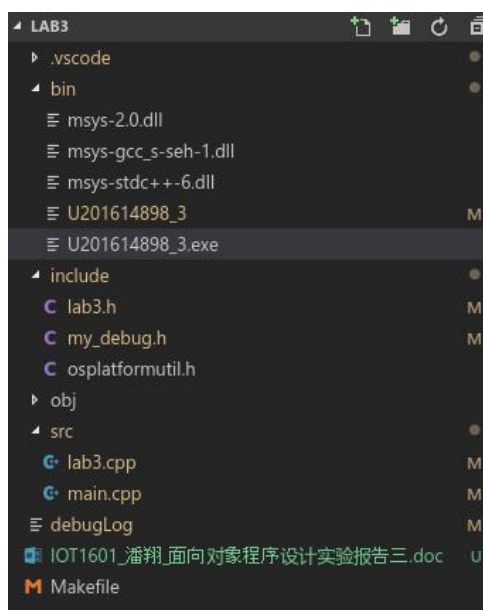 LAB3
.vscode
bin
msys-2.0.dll
msys-gcc_s-seh-1.dll
msys-stdc++-6.dll
U201614898_3 M
U201614898_3.exe
include
C lab3.h M
C my_debug.h M
C osplatformutil.h
obj
src
G+ lab3.cpp M
G+ main.cpp M
debugLog M
IOT1601_潘翔_面向对象程序设计实验报告三.doc U
M Makefile